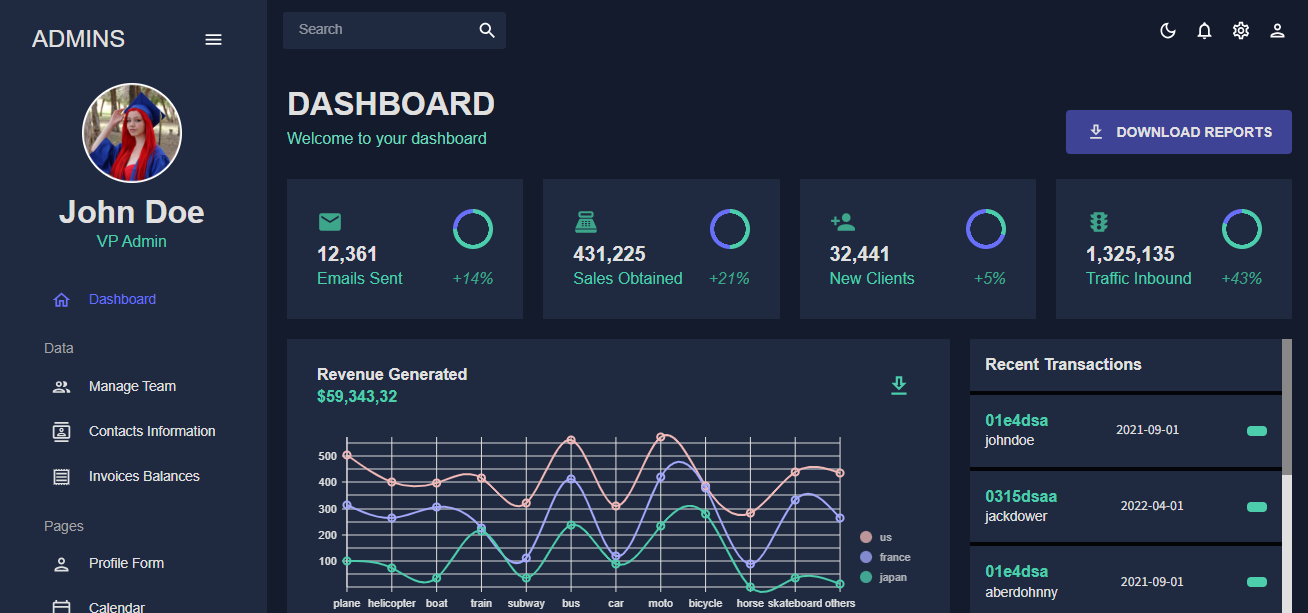 ADMINS
John Doe
VP Admin
Dashboard
Data
Manage Team
Contacts Information
Invoices Balances
Pages
Profile Form
Calendar
Search
DASHBOARD
Welcome to your dashboard
DOWNLOAD REPORTS
12,361
Emails Sent +14%
431,225
Sales Obtained +21%
32,441
New Clients +5%
1,325,135
Traffic Inbound +43%
Revenue Generated
$59,343,32
500
400
300
200
100
plane helicopter boat train subway bus car moto bicycle horse skateboard others
us
france
japan
Recent Transactions
01e4dsa
johndoe
2021-09-01
0315dsaa
jackdower
2022-04-01
01e4dsa
aberdohnny
2021-09-01